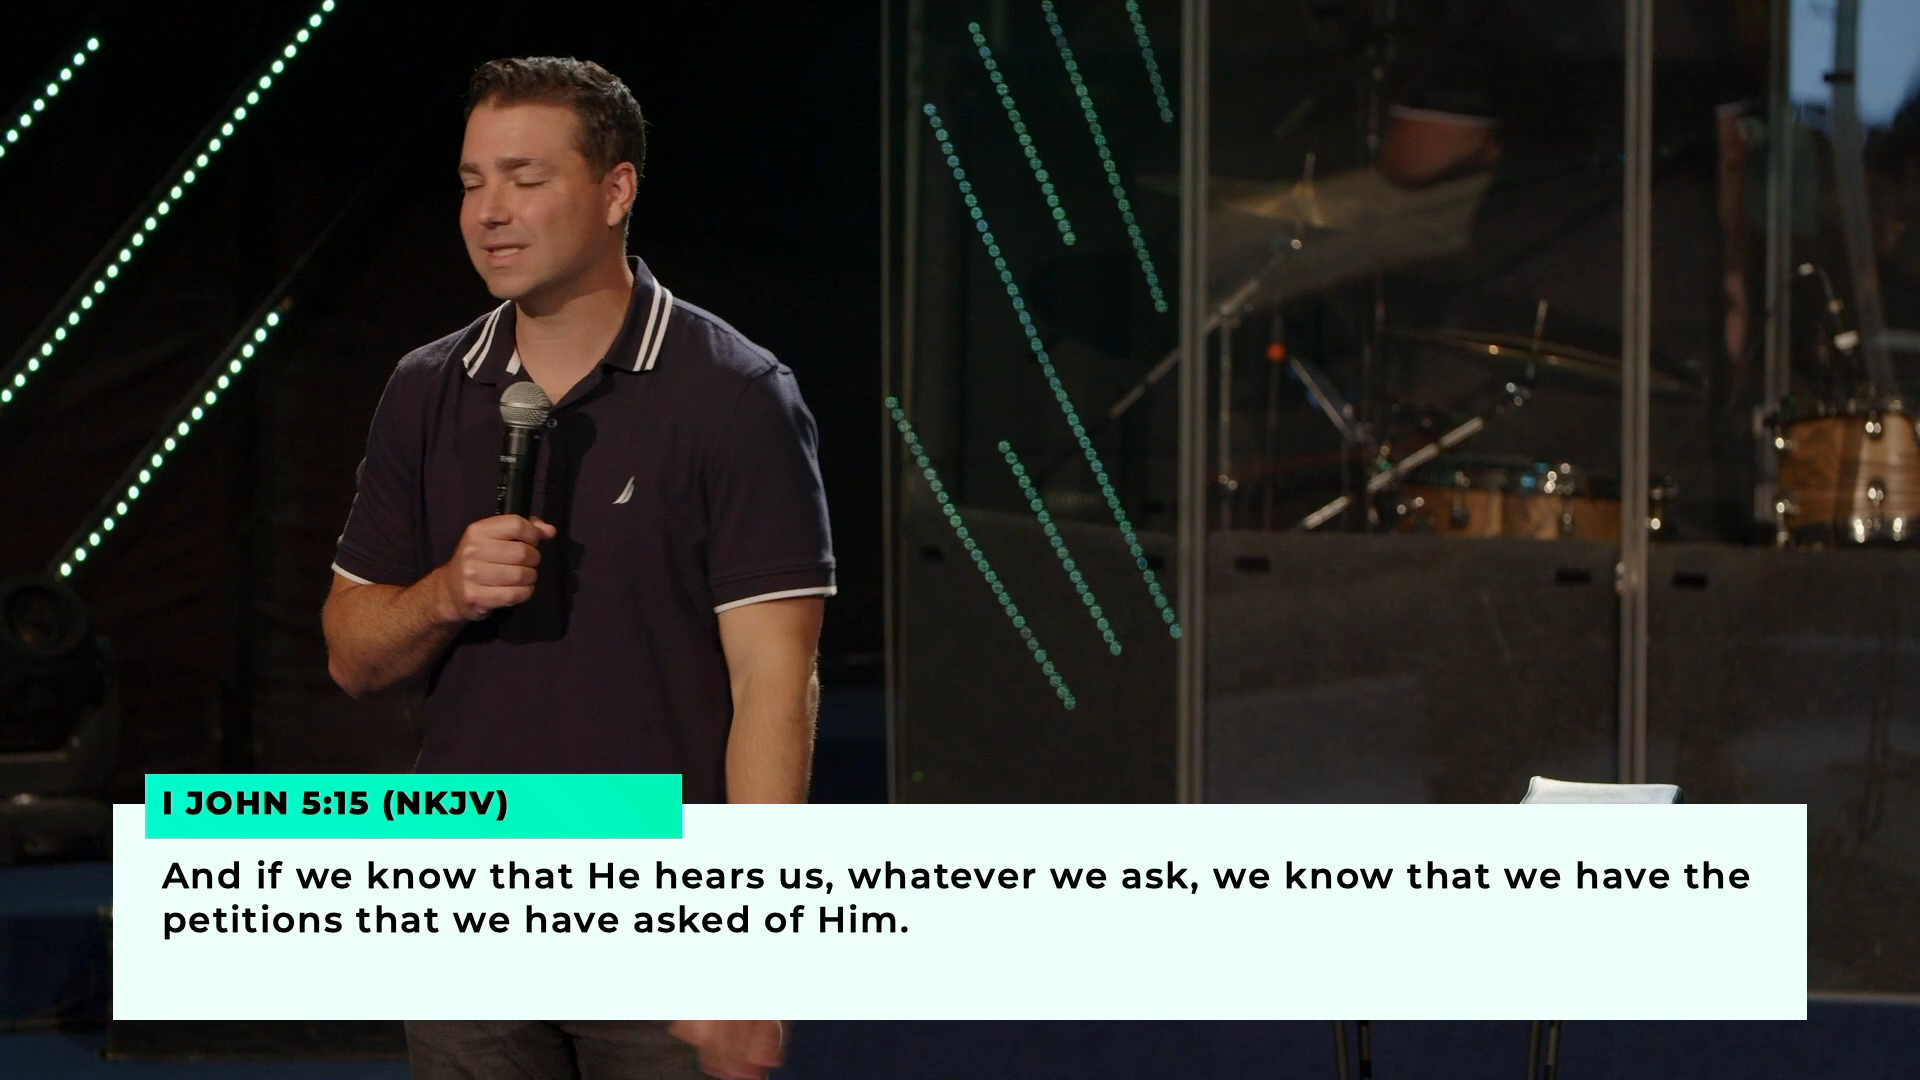 I JOHN 5:15 (NKJV)
And if we know that He hears us, whatever we ask, we know that we have the
petitions that we have asked of Him.